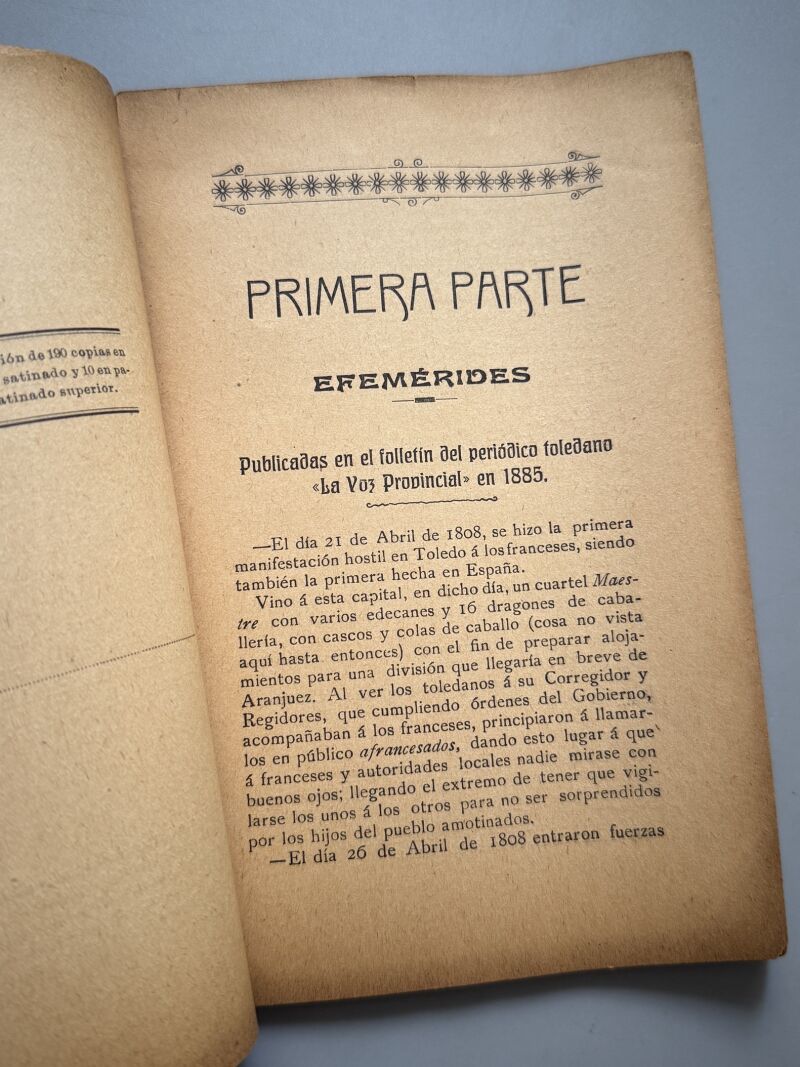 ión de 190 copias en
satinado y 10 en pa-
atinado superior.
PRIMERA PARTE
EFEMÉRIDES
Publicadas en el folletín del periódico toledano
«La Voz Provincial» en 1885.
—El día 21 de Abril de 1808, se hizo la primera
manifestación hostil en Toledo á los franceses, siendo
también la primera hecha en España.
Vino á esta capital, en dicho día, un cuartel Maes-
tre con varios edecanes y 16 dragones de caba-
llería, con cascos y colas de caballo (cosa no vista
aquí hasta entonces) con el fin de preparar aloja-
mientos para una división que llegaría en breve de
Aranjuez. Al ver los toledanos á su Corregidor y
Regidores, que cumpliendo órdenes del Gobierno,
acompañaban á los franceses, principiaron á llamar-
los en público afrancesados, dando esto lugar á que
á franceses y autoridades locales nadie mirase con
buenos ojos; llegando el extremo de tener que vigi-
larse los unos á los otros para no ser sorprendidos
por los hijos del pueblo amotinados.
—El día 26 de Abril de 1808 entraron fuerzas